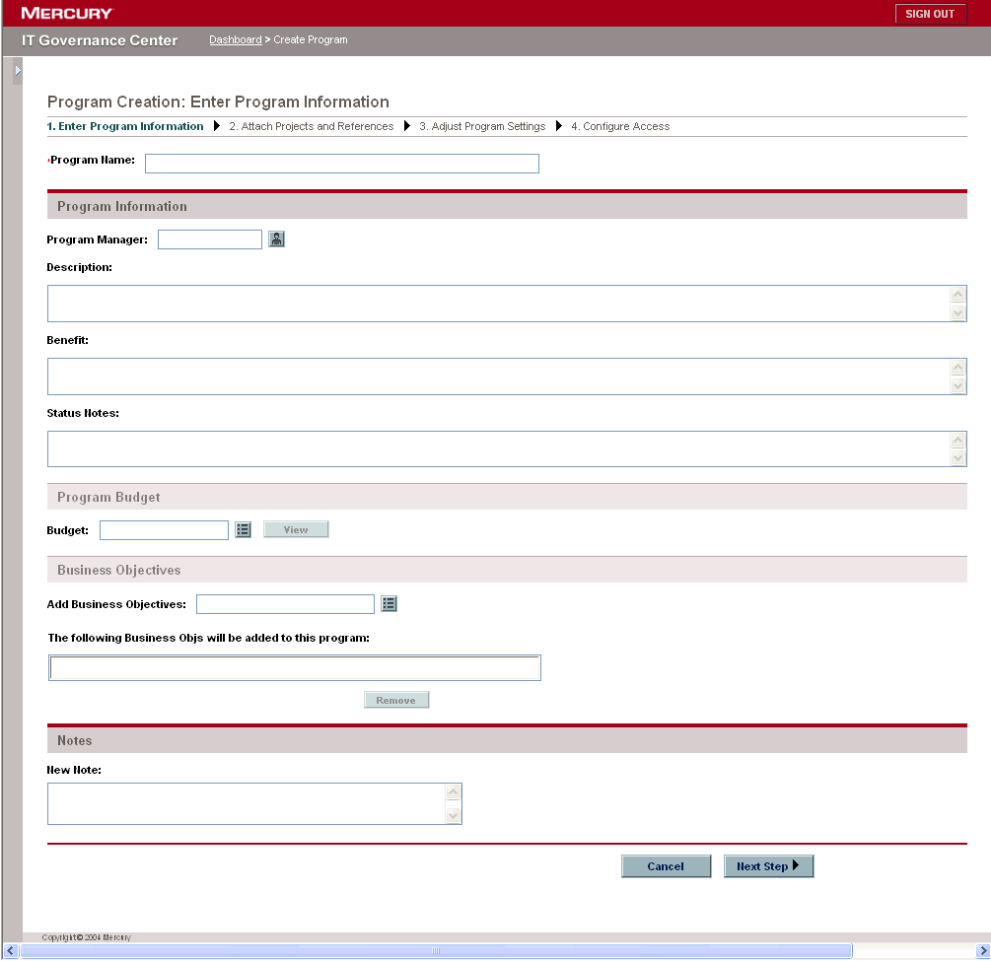 MERCURY
SIGN OUT
IT Governance Center Dashboard > Create Program
Program Creation: Enter Program Information
1. Enter Program Information 2. Attach Projects and References 3. Adjust Program Settings 4. Configure Access
*Program Name:
Program Information
Program Manager:
Description:
Benefit:
Status Notes:
Program Budget
Budget: View
Business Objectives
Add Business Objectives:
The following Business Objs will be added to this program:
Remove
Notes
New Note:
Cancel Next Step
Copyright © 2004 Mercury